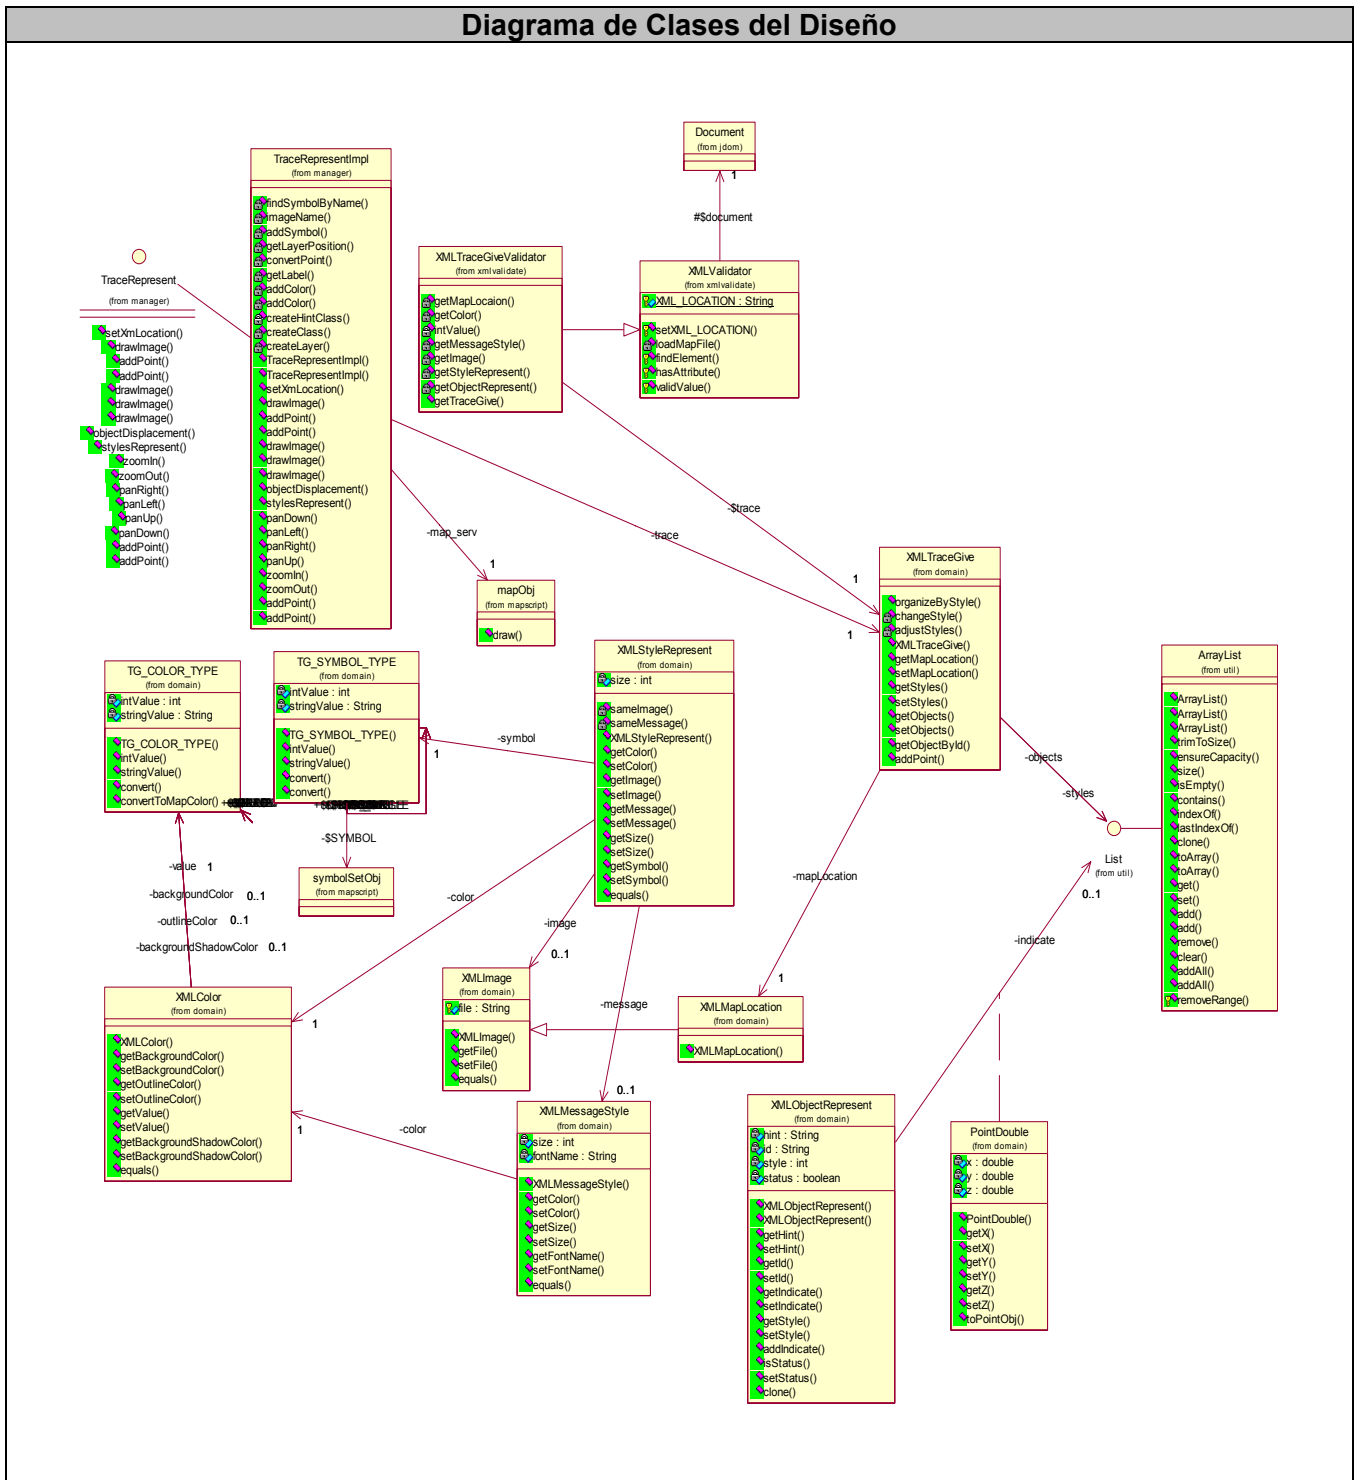 Diagrama de Clases del Diseño
Document
(from jdom)
1
#$document
TraceRepresentImpl
(from manager)
findSymbolByName()
imageName()
addSymbol()
getLayerPosition()
convertPoint()
getLabel()
addColor()
addColor()
createHintClass()
createClass()
createLayer()
TraceRepresentImpl()
TraceRepresentImpl()
setXmLocation()
drawImage()
addPoint()
addPoint()
drawImage()
drawImage()
drawImage()
objectDisplacement()
stylesRepresent()
panDown()
panLeft()
panRight()
panUp()
zoomIn()
zoomOut()
addPoint()
addPoint()
TraceRepresent
(from manager)
setXmLocation()
drawImage()
addPoint()
addPoint()
drawImage()
drawImage()
drawImage()
objectDisplacement()
stylesRepresent()
zoomIn()
zoomOut()
panRight()
panLeft()
panUp()
panDown()
addPoint()
addPoint()
XMLTraceGiveValidator
(from xmlvalidate)
getMapLocaion()
getColor()
intValue()
getMessageStyle()
getImage()
getStyleRepresent()
getObjectRepresent()
getTraceGive()
XMLValidator
(from xmlvalidate)
XML_LOCATION : String
setXML_LOCATION()
loadMapFile()
findElement()
hasAttribute()
validValue()
-$trace
1
-trace
1
-map_serv
1
mapObj
(from mapscript)
draw()
XMLTraceGive
(from domain)
organizeByStyle()
changeStyle()
adjustStyles()
XMLTraceGive()
getMapLocation()
setMapLocation()
getStyles()
setStyles()
getObjects()
setObjects()
getObjectById()
addPoint()
ArrayList
(from util)
ArrayList()
ArrayList()
ArrayList()
trimToSize()
ensureCapacity()
size()
isEmpty()
contains()
indexOf()
lastIndexOf()
clone()
toArray()
toArray()
get()
set()
add()
add()
remove()
clear()
addAll()
addAll()
removeRange()
-objects
-styles
List
(from util)
0..1
-indicate
-mapLocation
1
TG_COLOR_TYPE
(from domain)
intValue : int
stringValue : String
TG_COLOR_TYPE()
intValue()
stringValue()
convert()
convertToMapColor()
TG_SYMBOL_TYPE
(from domain)
intValue : int
stringValue : String
TG_SYMBOL_TYPE()
intValue()
stringValue()
convert()
convert()
1
-symbol
-$SYMBOL
symbolSetObj
(from mapscript)
XMLStyleRepresent
(from domain)
size : int
sameImage()
sameMessage()
XMLStyleRepresent()
getColor()
setColor()
getImage()
setImage()
getMessage()
setMessage()
getSize()
setSize()
getSymbol()
setSymbol()
equals()
-value 1
-backgroundColor 0..1
-outlineColor 0..1
-backgroundShadowColor 0..1
-color
1
-image
0..1
-message
0..1
XMLColor
(from domain)
XMLColor()
getBackgroundColor()
setBackgroundColor()
getOutlineColor()
setOutlineColor()
getValue()
setValue()
getBackgroundShadowColor()
setBackgroundShadowColor()
equals()
XMLImage
(from domain)
file : String
XMLImage()
getFile()
setFile()
equals()
XMLMapLocation
(from domain)
XMLMapLocation()
-color
1
XMLMessageStyle
(from domain)
size : int
fontName : String
XMLMessageStyle()
getColor()
setColor()
getSize()
setSize()
getFontName()
setFontName()
equals()
XMLObjectRepresent
(from domain)
hint : String
id : String
style : int
status : boolean
XMLObjectRepresent()
XMLObjectRepresent()
getHint()
setHint()
getId()
setId()
getIndicate()
setIndicate()
getStyle()
setStyle()
addIndicate()
isStatus()
setStatus()
clone()
PointDouble
(from domain)
x : double
y : double
z : double
PointDouble()
getX()
setX()
getY()
setY()
getZ()
setZ()
toPointObj()